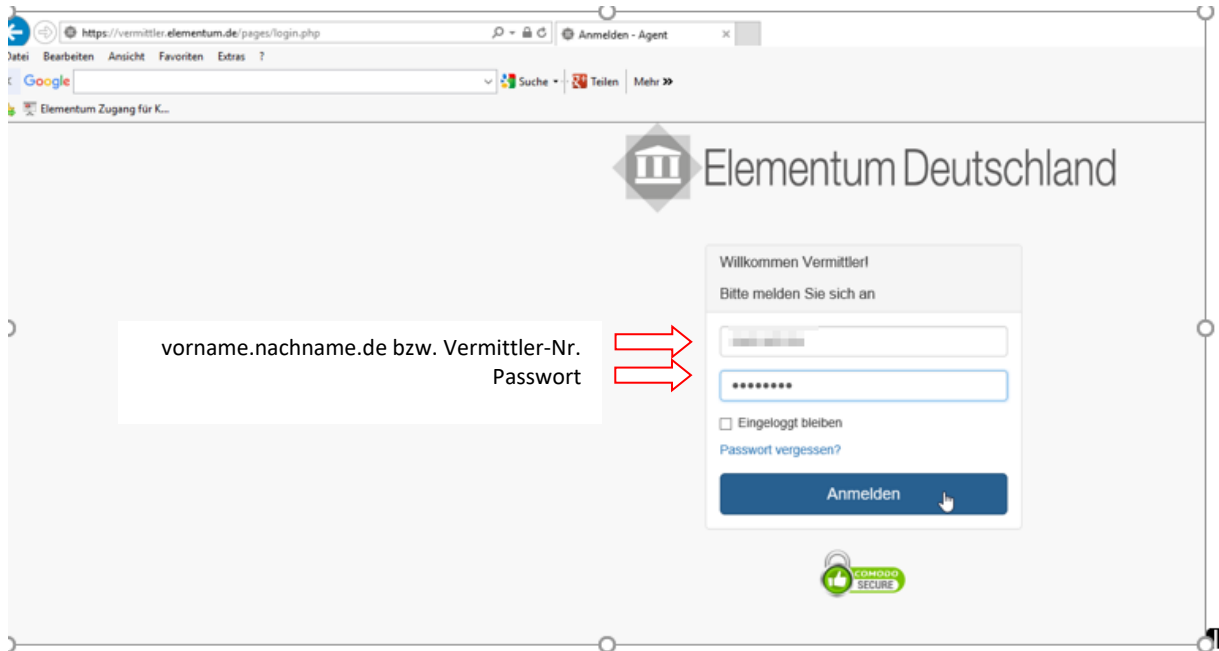 https://vermittler.elementum.de/pages/login.php
Anmelden - Agent
Datei Bearbeiten Ansicht Favoriten Extras ?
Google
Suche
Teilen
Mehr
Elementum Zugang für K...
Elementum Deutschland
Willkommen Vermittler!
Bitte melden Sie sich an
vorname.nachname.de bzw. Vermittler-Nr.
Passwort
Eingeloggt bleiben
Passwort vergessen?
Anmelden
COMODO
SECURE